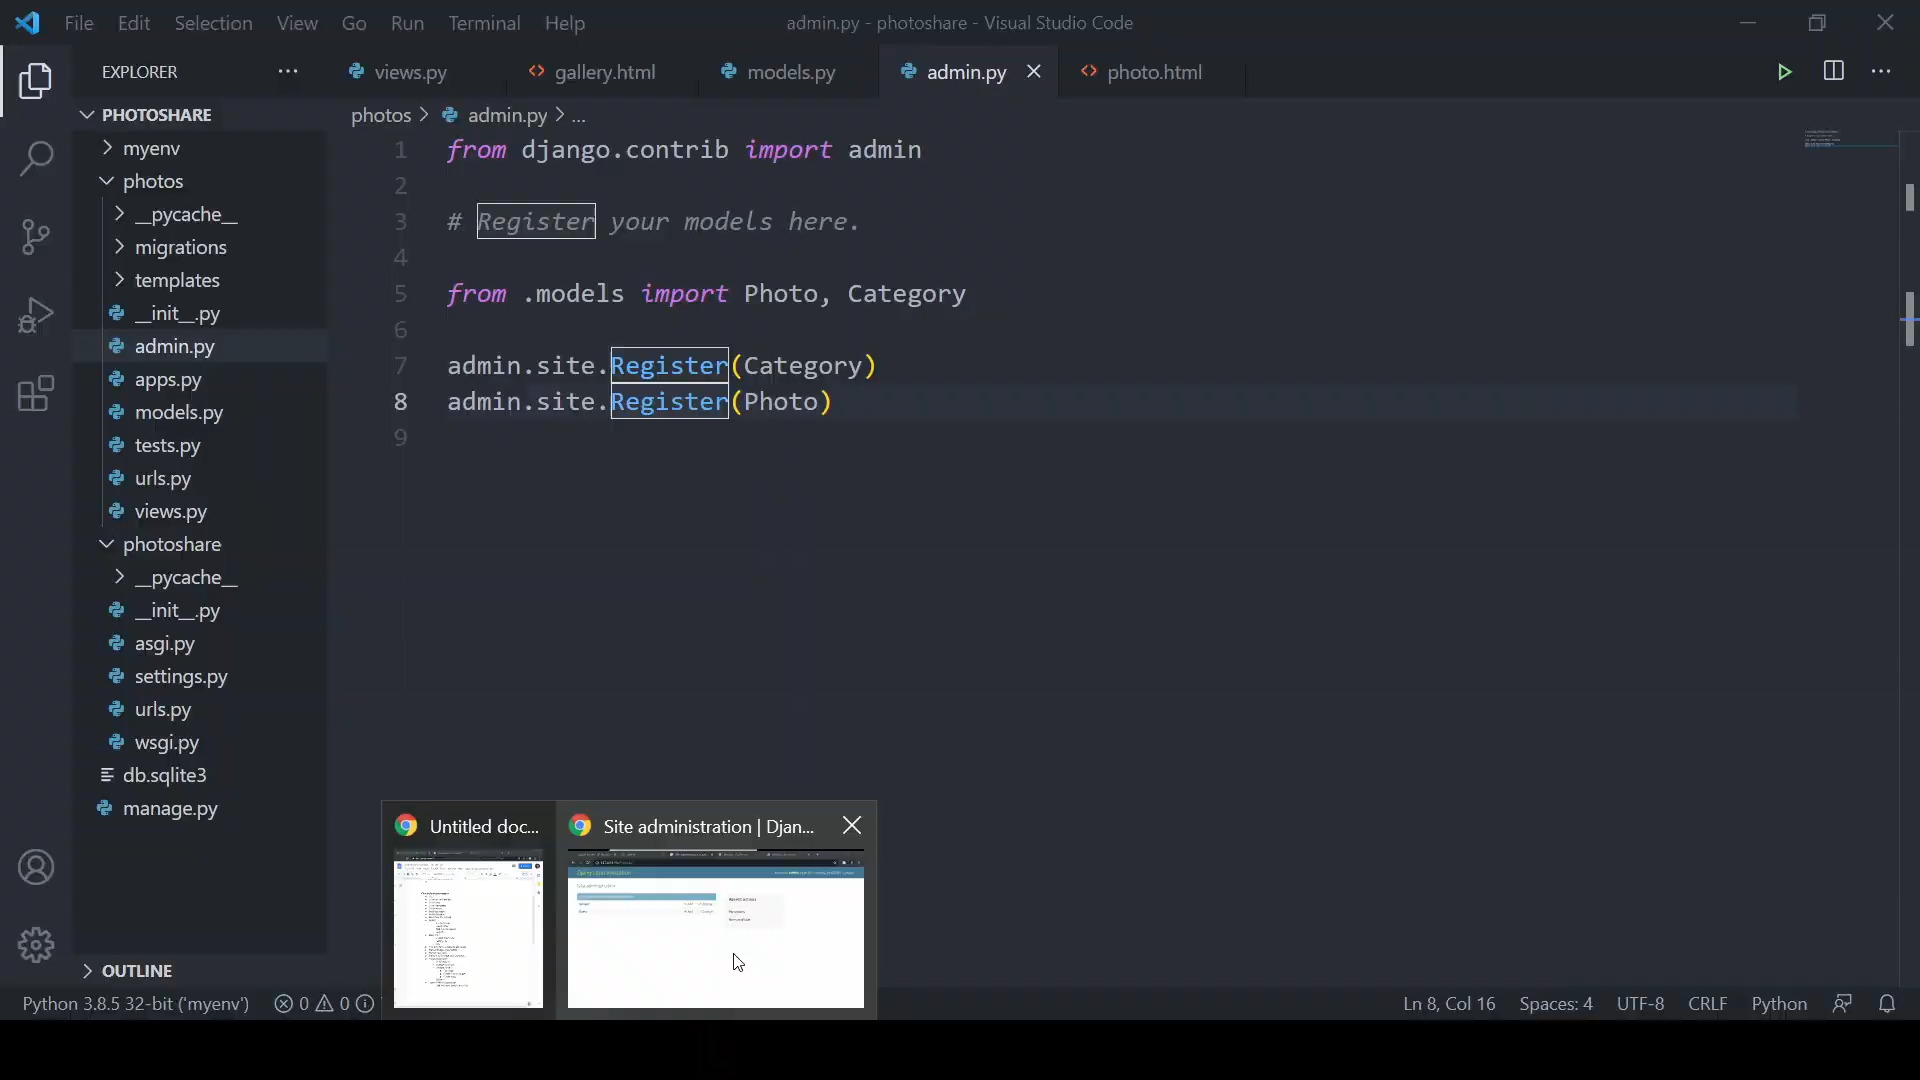 File Edit Selection View Go Run Terminal Help admin.py - photoshare - Visual Studio Code
EXPLORER
views.py gallery.html models.py admin.py photo.html
PHOTOSHARE
myenv
photos
__pycache__
migrations
templates
__init__.py
admin.py
apps.py
models.py
tests.py
urls.py
views.py
photoshare
__pycache__
__init__.py
asgi.py
settings.py
urls.py
wsgi.py
db.sqlite3
manage.py
OUTLINE
photos > admin.py > ...
1 from django.contrib import admin
2
3 # Register your models here.
4
5 from .models import Photo, Category
6
7 admin.site.Register(Category)
8 admin.site.Register(Photo)
9
Untitled doc...
Site administration | Djan...
Python 3.8.5 32-bit ('myenv') 0 0 Ln 8, Col 16 Spaces: 4 UTF-8 CRLF Python